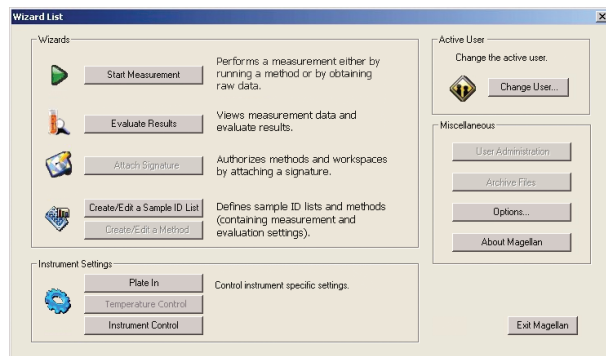 Wizard List
Wizards
Start Measurement
Performs a measurement either by
running a method or by obtaining
raw data.
Evaluate Results
Views measurement data and
evaluate results.
Attach Signature
Authorizes methods and workspaces
by attaching a signature.
Create/Edit a Sample ID List
Create/Edit a Method
Defines sample ID lists and methods
(containing measurement and
evaluation settings).
Instrument Settings
Plate In
Temperature Control
Instrument Control
Control instrument specific settings.
Active User
Change the active user.
Change User...
Miscellaneous
User Administration
Archive Files
Options...
About Magellan
Exit Magellan